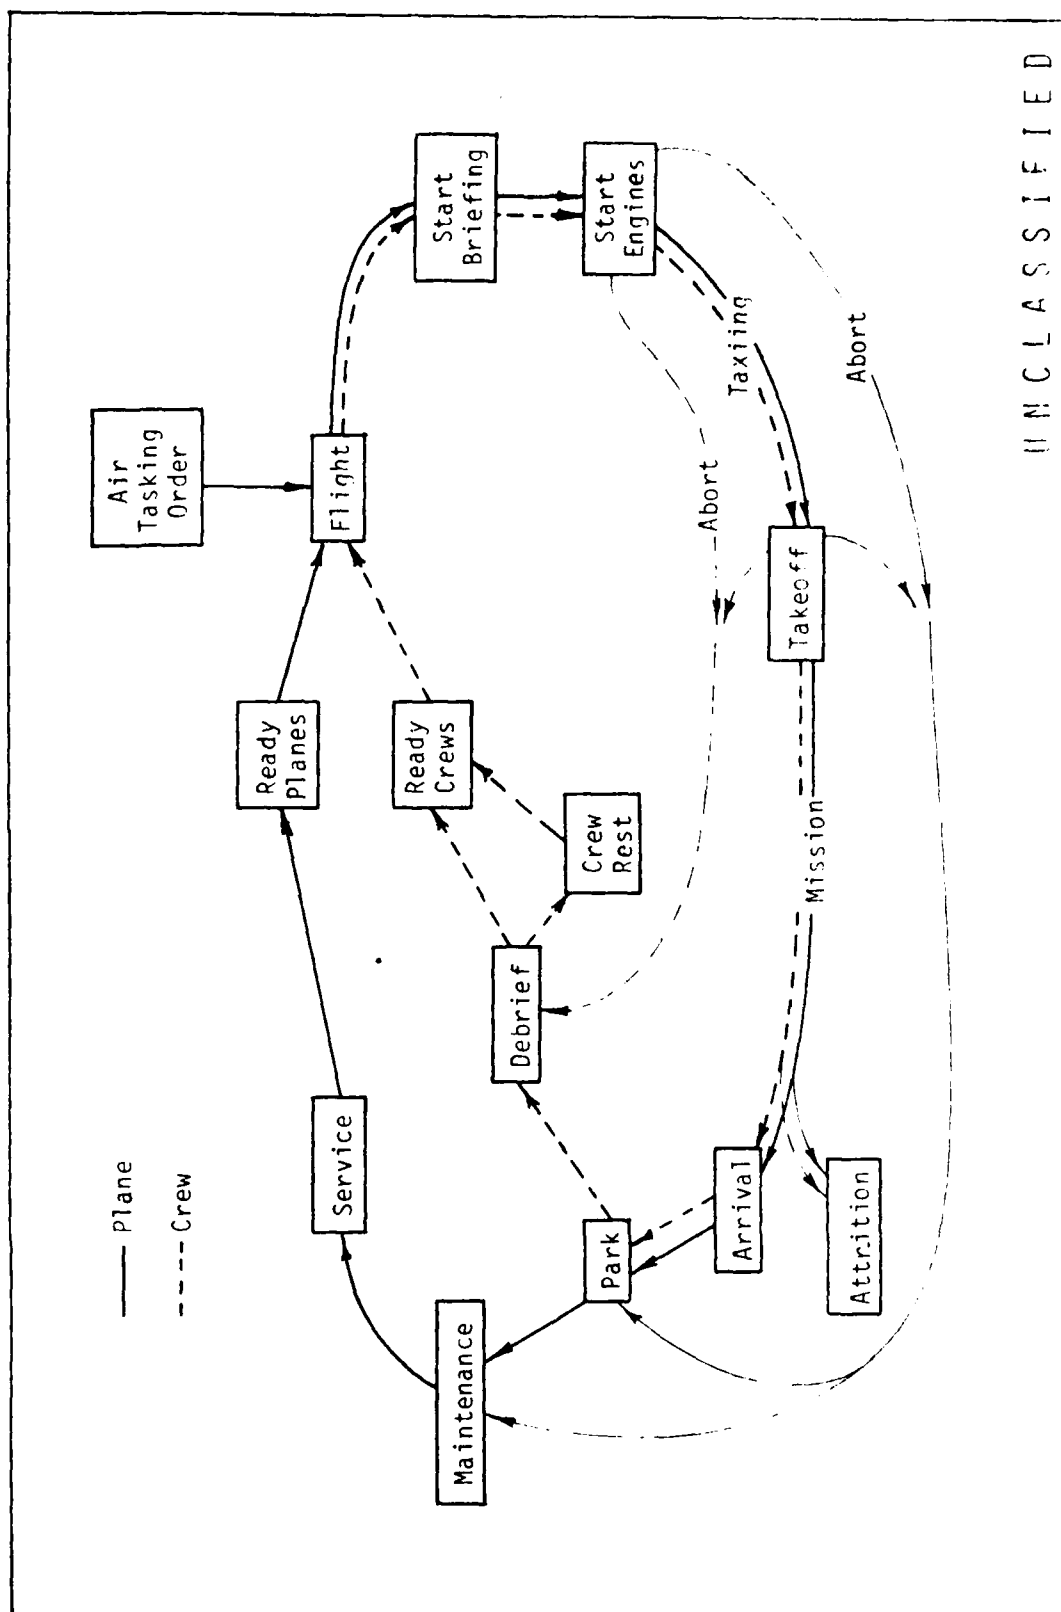 Plane
Crew
Air
Tasking
Order
Flight
Start
Briefing
Start
Engines
Taxiing
Abort
Abort
Takeoff
Mission
Ready
Planes
Ready
Crews
Crew
Rest
Debrief
Service
Maintenance
Park
Arrival
Attrition
UNCLASSIFIED